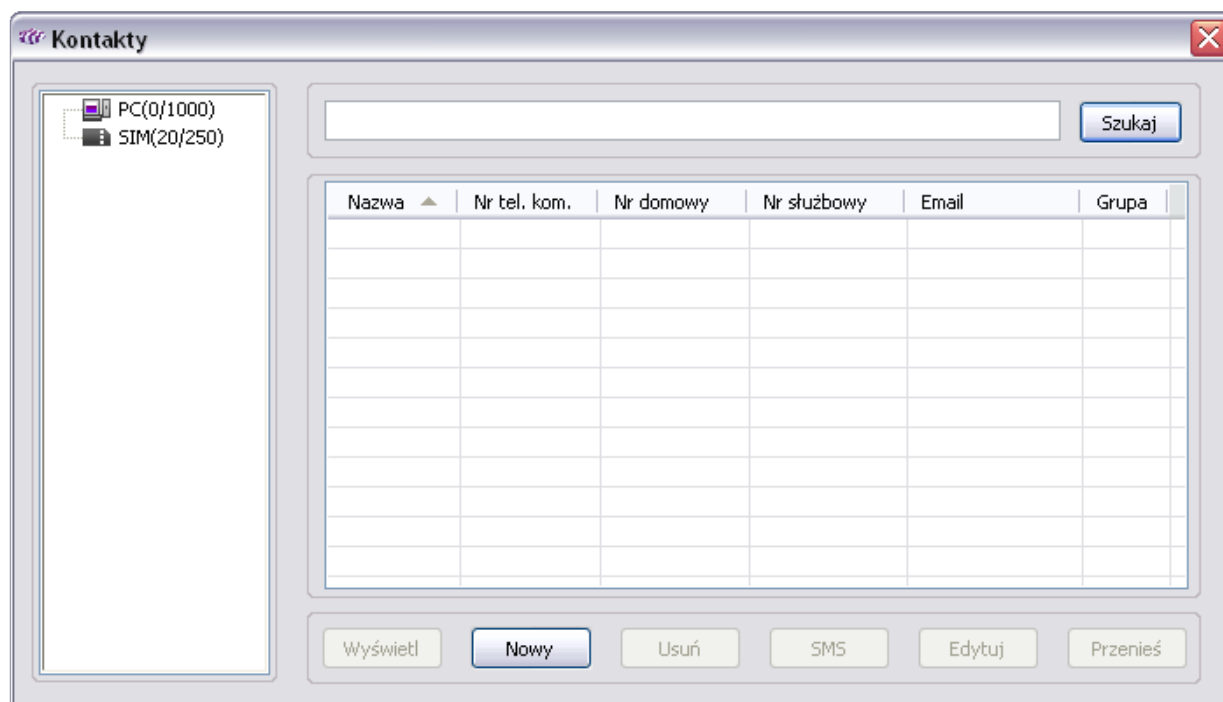 Kontakty
PC(0/1000)
SIM(20/250)
Szukaj
Nazwa Nr tel. kom. Nr domowy Nr służbowy Email Grupa
Wyświetl Nowy Usuń SMS Edytuj Przenieś